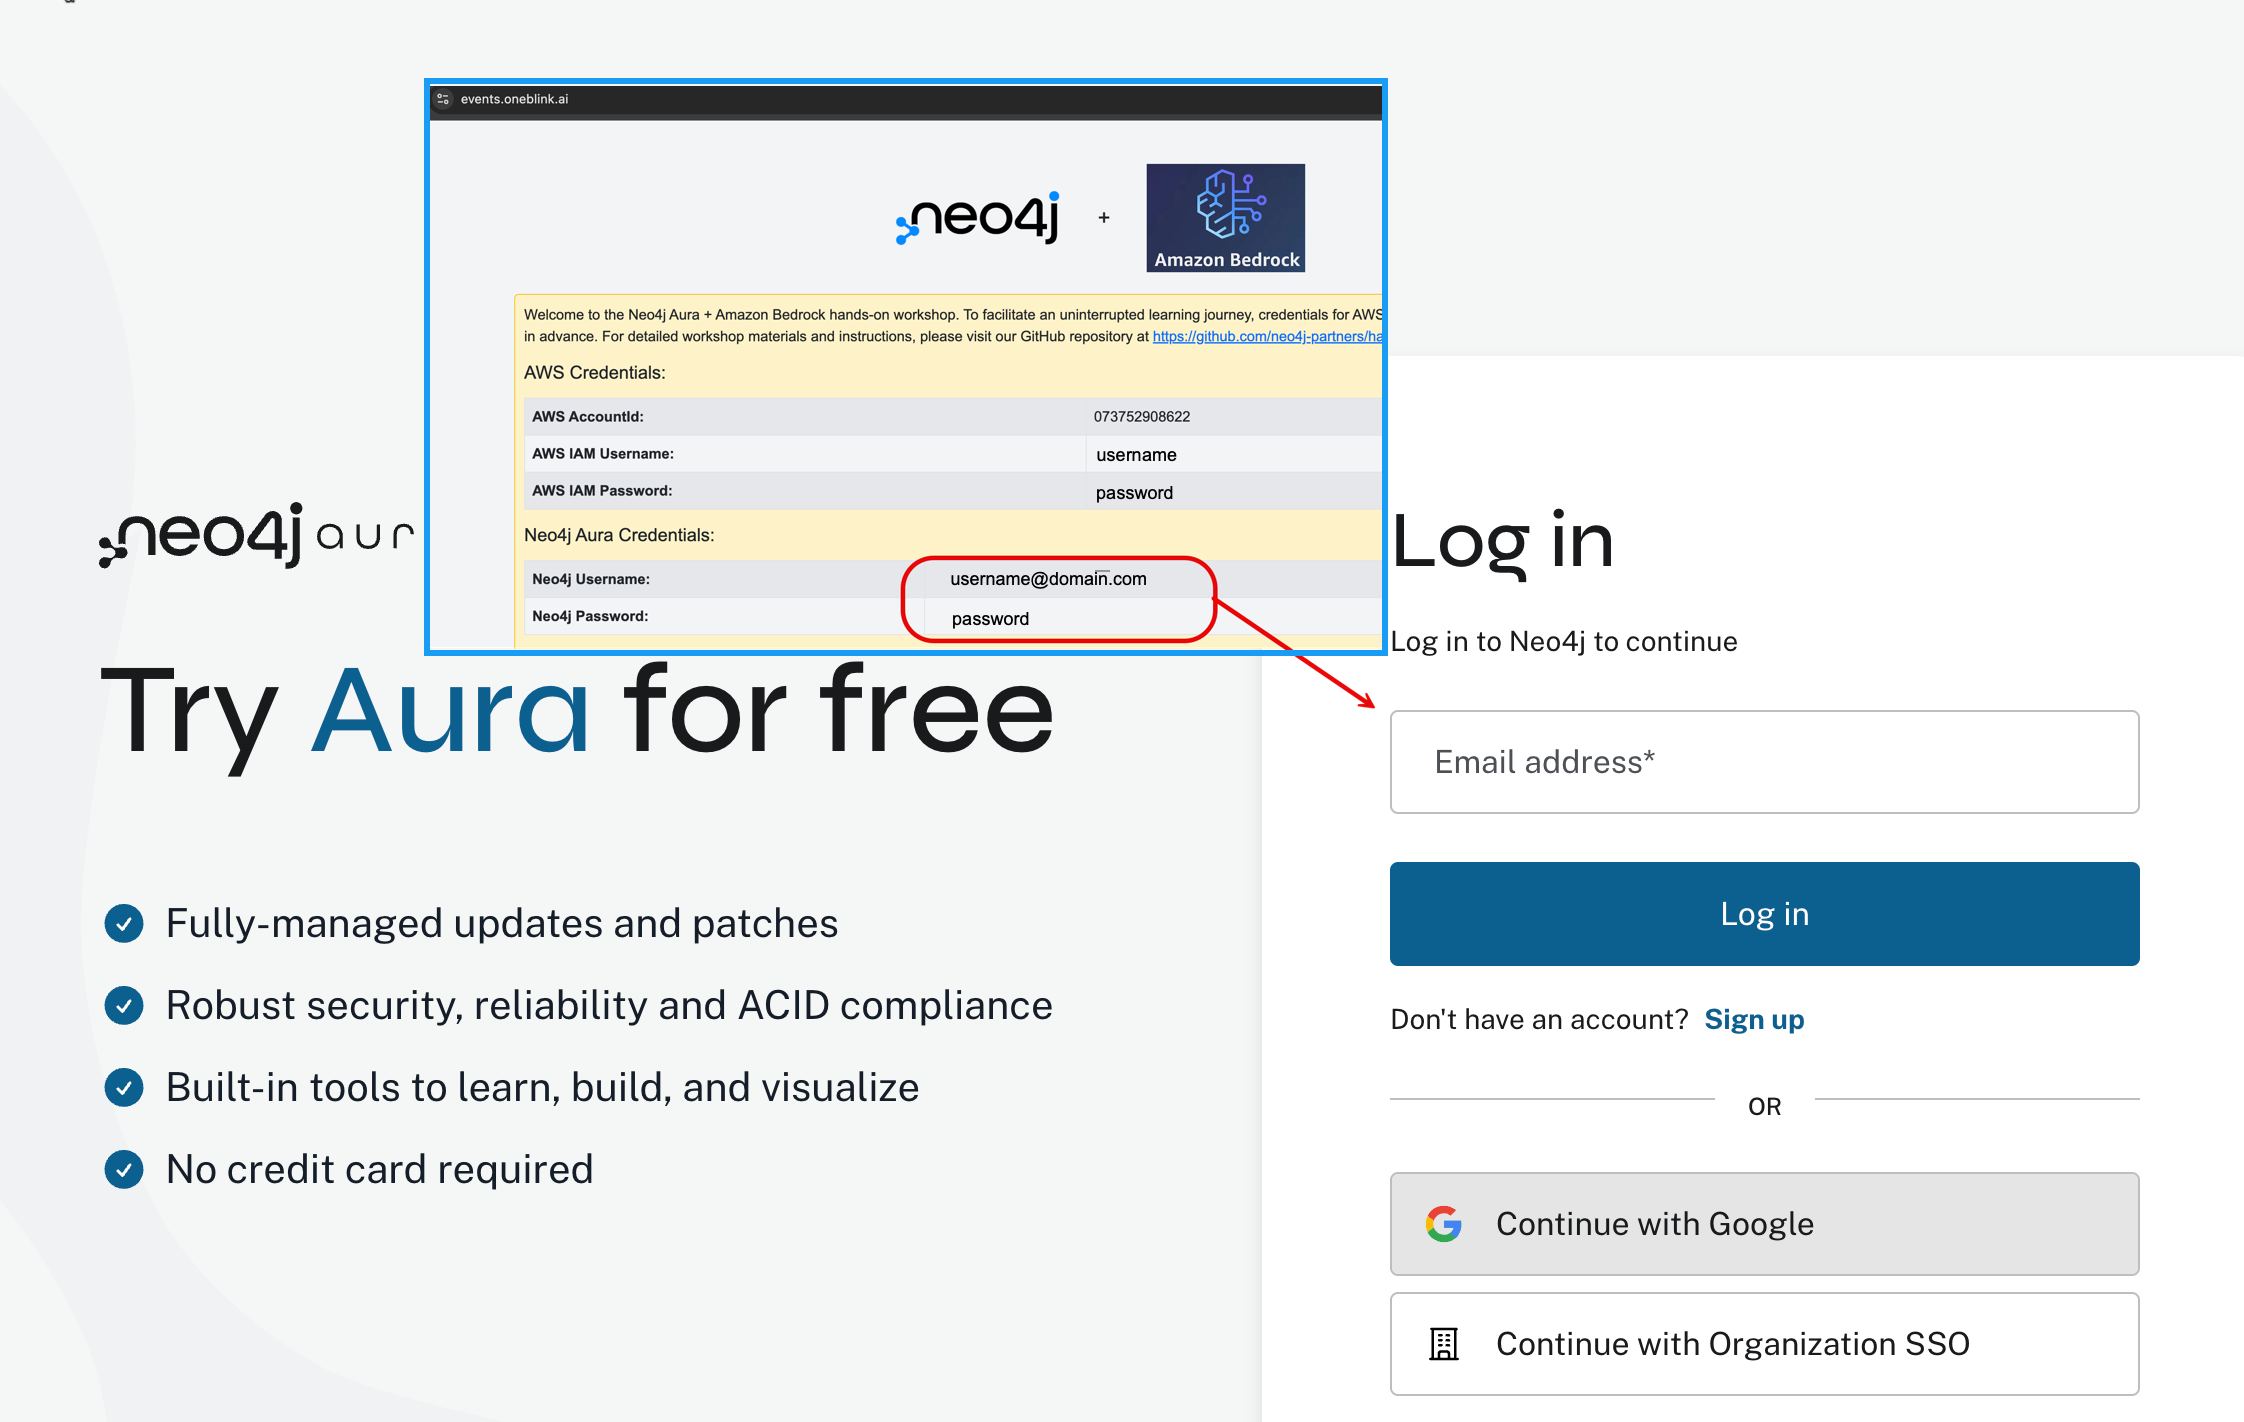 events.oneblink.ai
neo4j
+
Amazon Bedrock
Welcome to the Neo4j Aura + Amazon Bedrock hands-on workshop. To facilitate an uninterrupted learning journey, credentials for AWS
in advance. For detailed workshop materials and instructions, please visit our GitHub repository at https://github.com/neo4j-partners/ha
AWS Credentials:
AWS AccountId: 073752908622
AWS IAM Username: username
AWS IAM Password: password
Neo4j Aura Credentials:
Neo4j Username: username@domain.com
Neo4j Password: password
neo4j aur
Try Aura for free
Fully-managed updates and patches
Robust security, reliability and ACID compliance
Built-in tools to learn, build, and visualize
No credit card required
Log in
Log in to Neo4j to continue
Email address*
Log in
Don't have an account? Sign up
OR
Continue with Google
Continue with Organization SSO